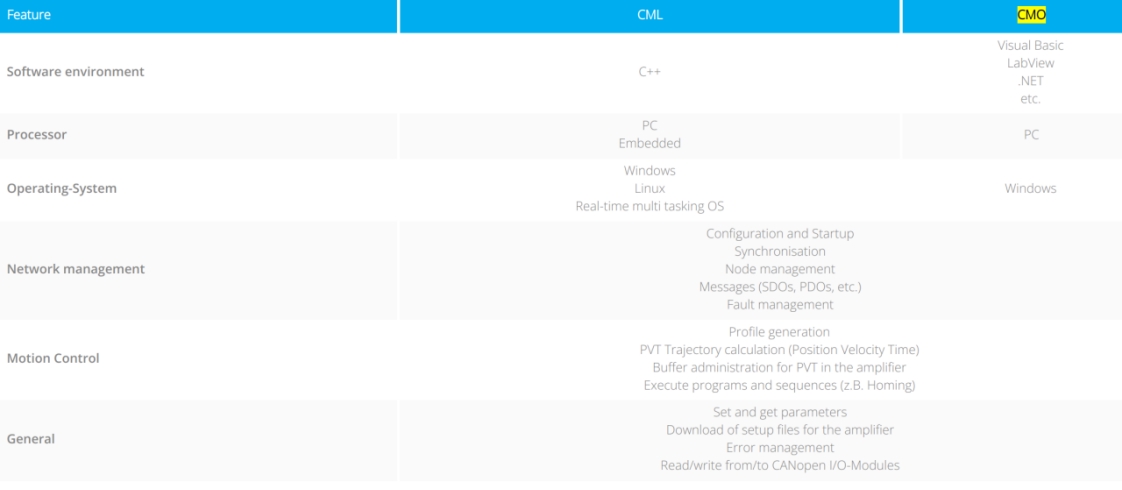 Feature CML CMO
Software environment C++ Visual Basic
LabView
.NET
etc.
Processor PC
Embedded PC
Operating-System Windows
Linux
Real-time multi tasking OS Windows
Network management Configuration and Startup
Synchronisation
Node management
Messages (SDOs, PDOs, etc.)
Fault management
Motion Control Profile generation
PVT Trajectory calculation (Position Velocity Time)
Buffer administration for PVT in the amplifier
Execute programs and sequences (z.B. Homing)
General Set and get parameters
Download of setup files for the amplifier
Error management
Read/write from/to CANopen I/O-Modules